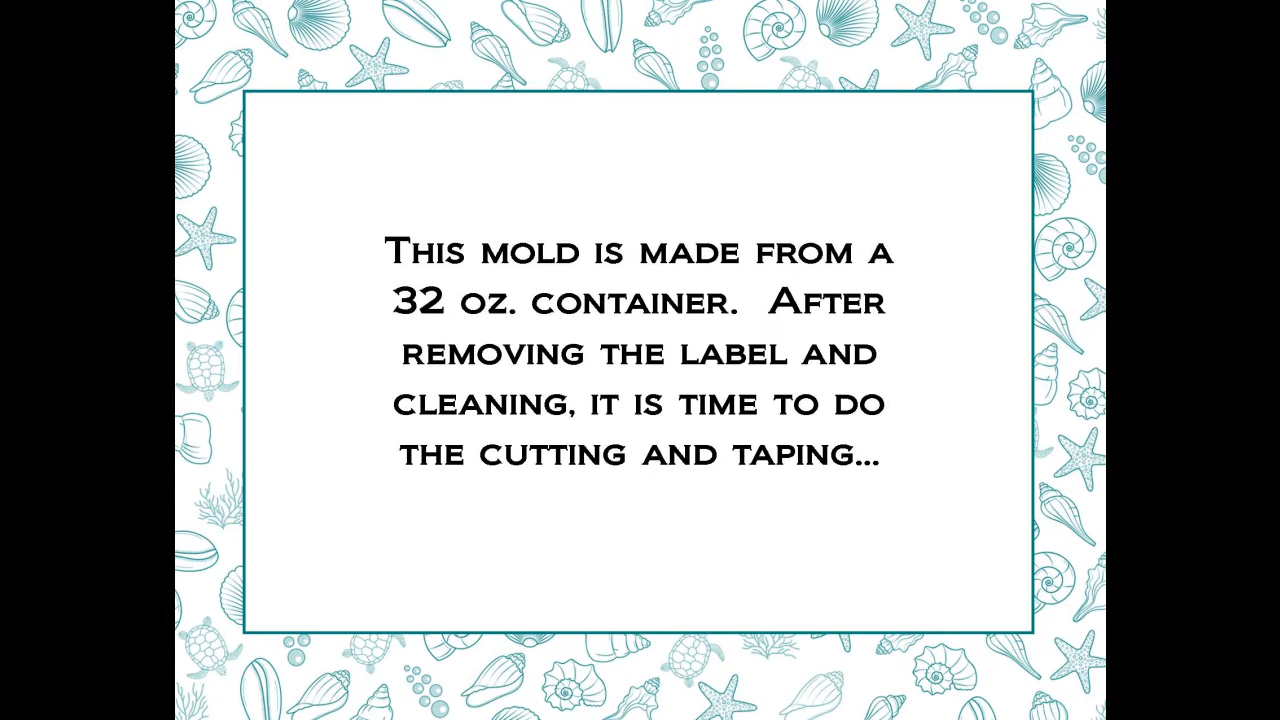 This mold is made from a
32 oz. container.  After
removing the label and
cleaning, it is time to do
the cutting and taping...